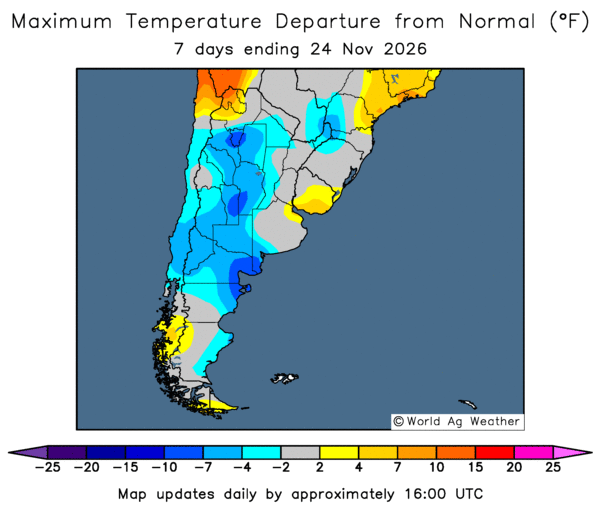 Maximum Temperature Departure from Normal (°F)
7 days ending 24 Nov 2026
© World Ag Weather
−25 −20 −15 −10 −7 −4 −2 2 4 7 10 15 20 25
Map updates daily by approximately 16:00 UTC